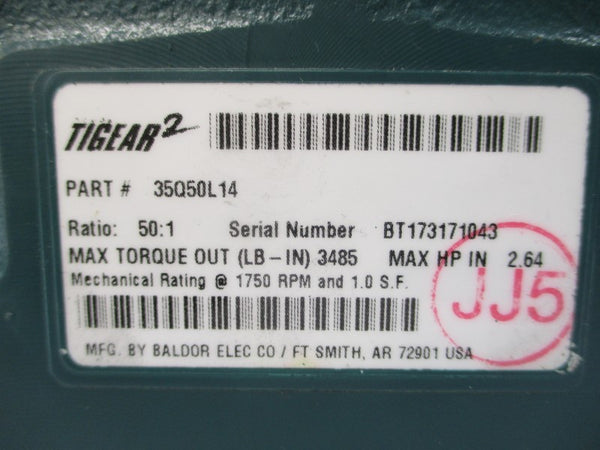 TIGEAR 2
PART # 35Q50L14
Ratio: 50:1 Serial Number BT173171043
MAX TORQUE OUT (LB-IN) 3485 MAX HP IN 2.64
Mechanical Rating @ 1750 RPM and 1.0 S.F.
JJ5
MFG. BY BALDOR ELEC CO / FT SMITH, AR 72901 USA